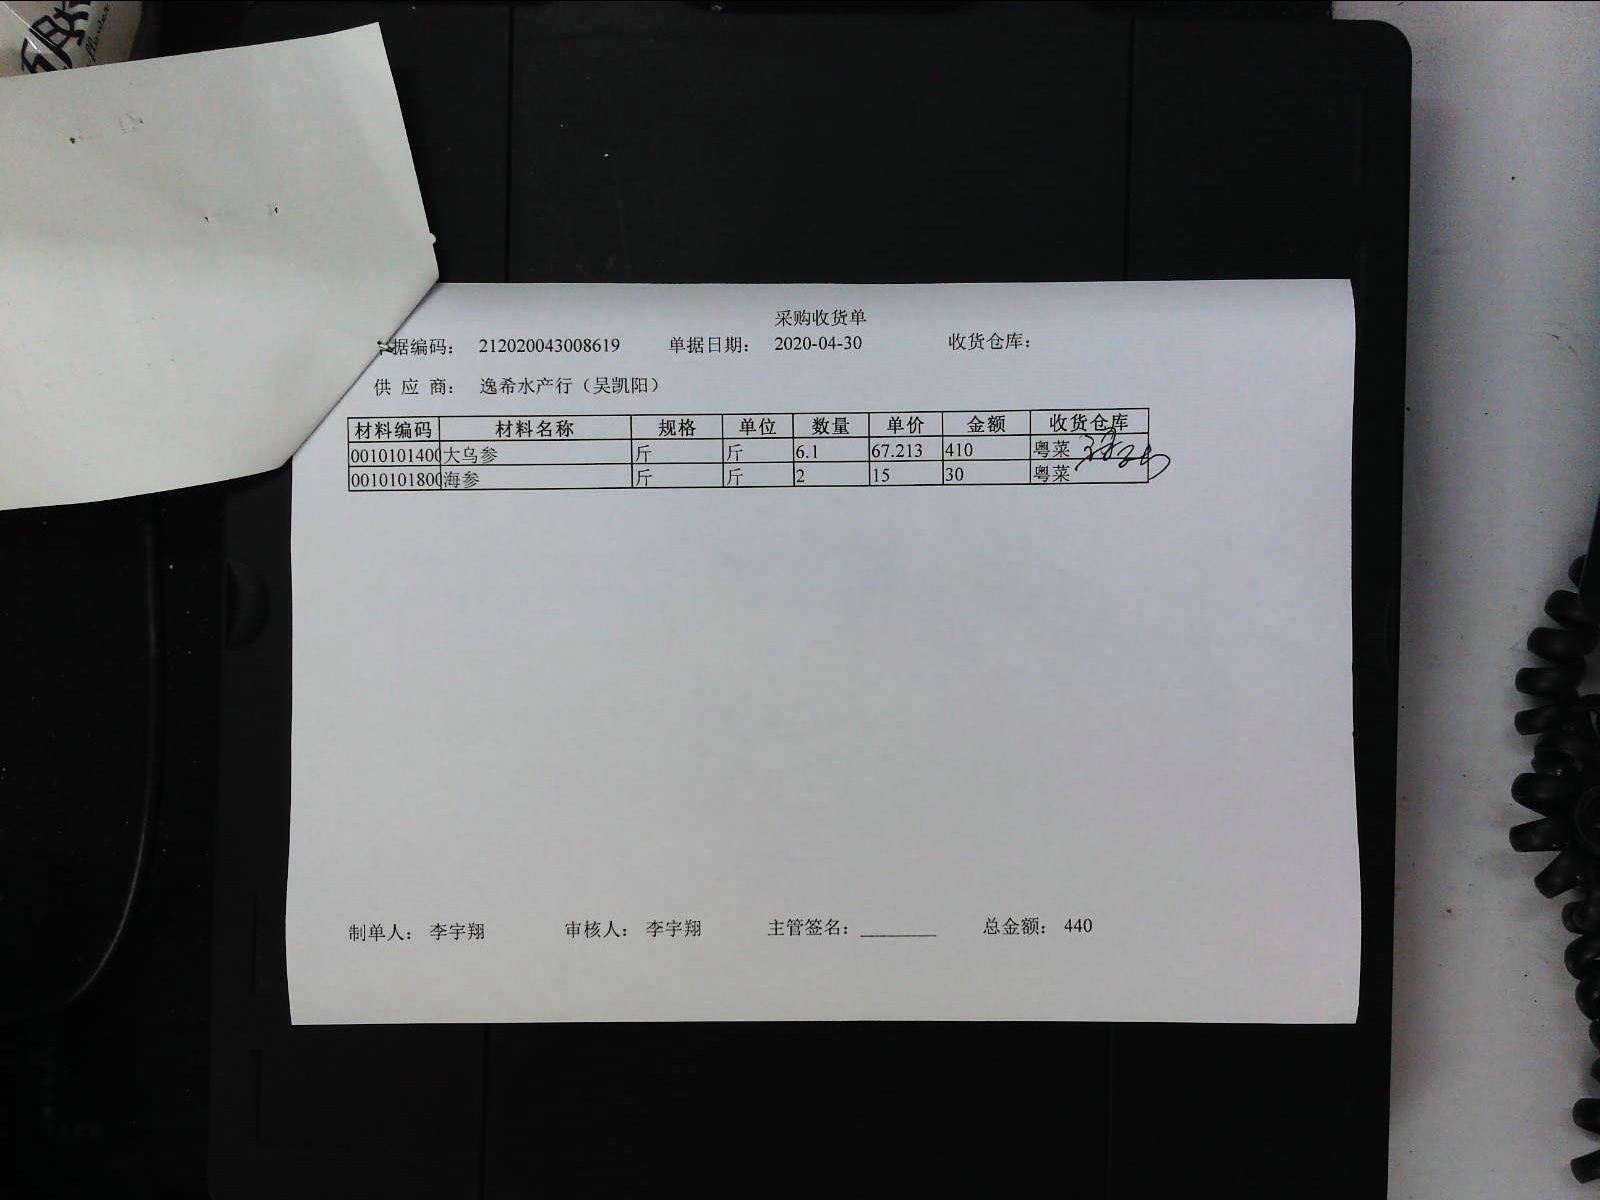 采购收货单
据编码： 212020043008619 单据日期： 2020-04-30 收货仓库：
供 应 商： 逸希水产行（吴凯阳）
材料编码 材料名称 规格 单位 数量 单价 金额 收货仓库
0010101400 大乌参 斤 斤 6.1 67.213 410 粤菜
0010101800 海参 斤 斤 2 15 30 粤菜
制单人： 李宇翔 审核人： 李宇翔 主管签名：________ 总金额： 440